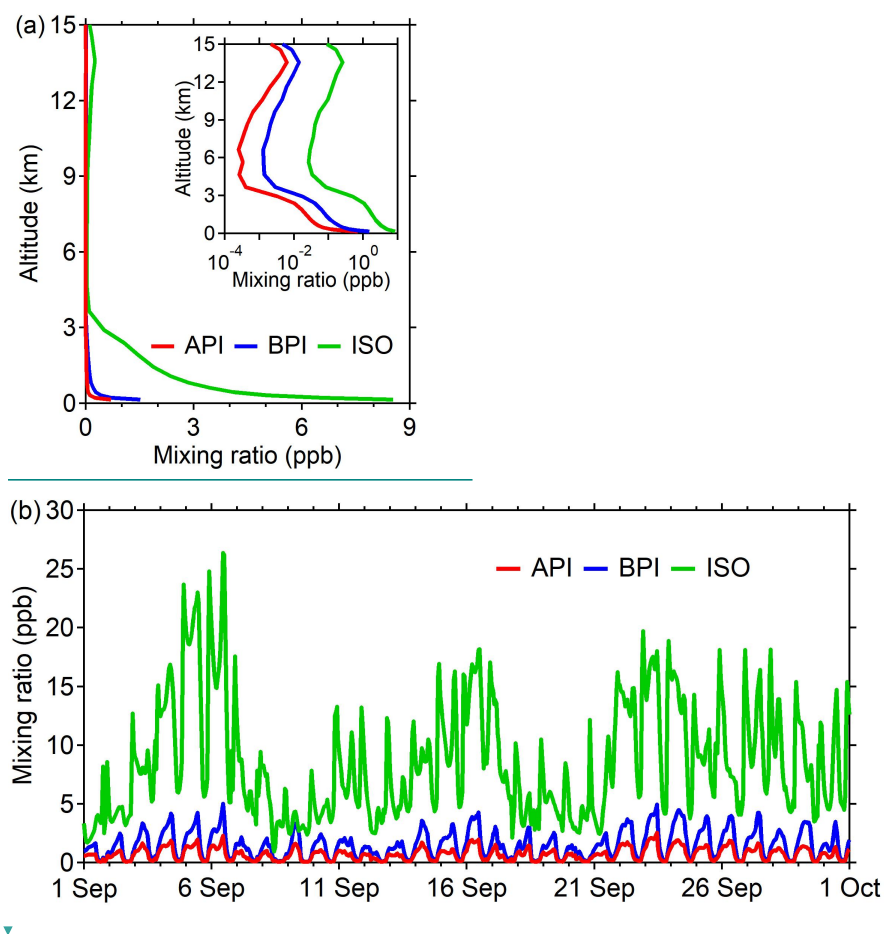 (a)
15
12
9
6
3
0
Altitude (km)
15
12
9
6
3
0
Altitude (km)
10⁻⁴ 10⁻² 10⁰
Mixing ratio (ppb)
API BPI ISO
0 3 6 9
Mixing ratio (ppb)
(b)
30
25
20
15
10
5
0
Mixing ratio (ppb)
API BPI ISO
1 Sep 6 Sep 11 Sep 16 Sep 21 Sep 26 Sep 1 Oct